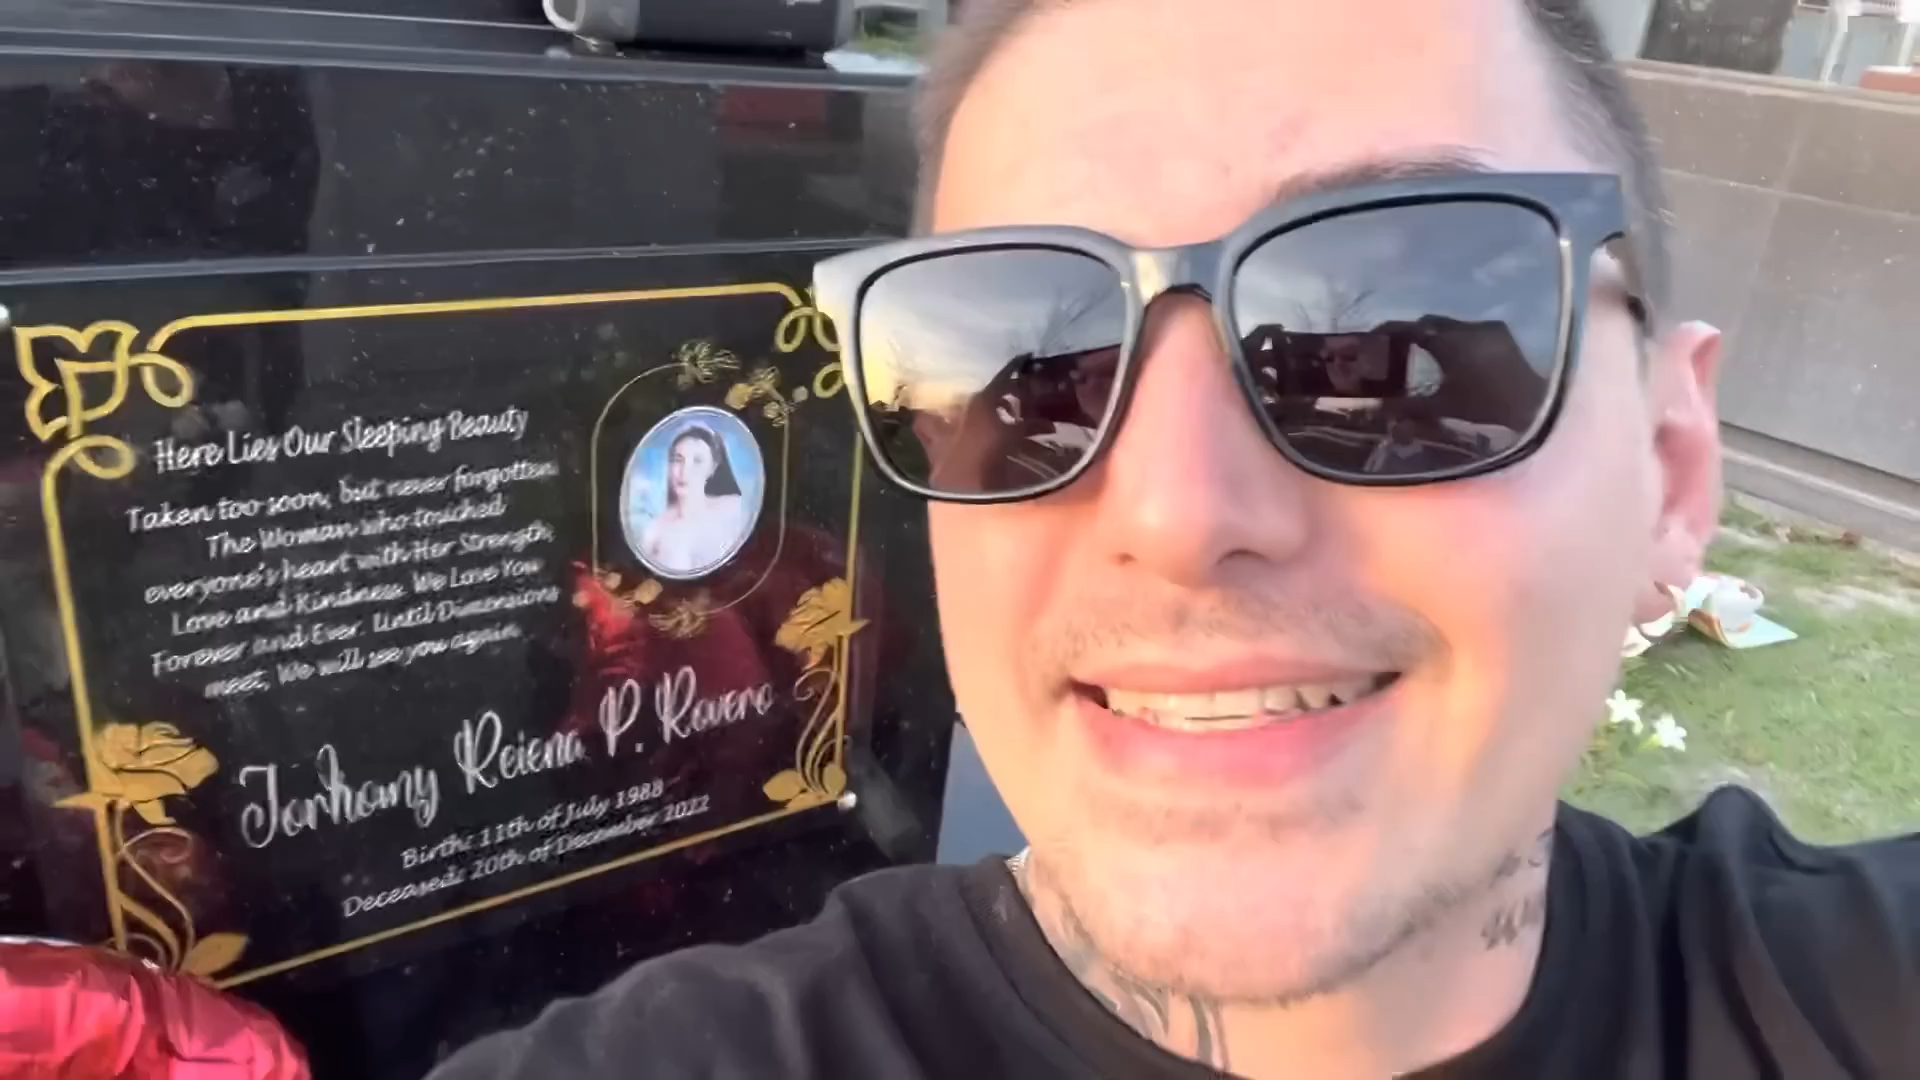 Here Lies Our Sleeping Beauty
Taken too soon, but never forgotten.
The Woman who touched
everyone's heart with Her Strength,
Love and Kindness. We Love You
Forever and Ever. Until Dimensions
meet, We will see you again.
Jorhomy Reiena P. Rovero
Birth: 11th of July 1988
Deceased: 20th of December 2022